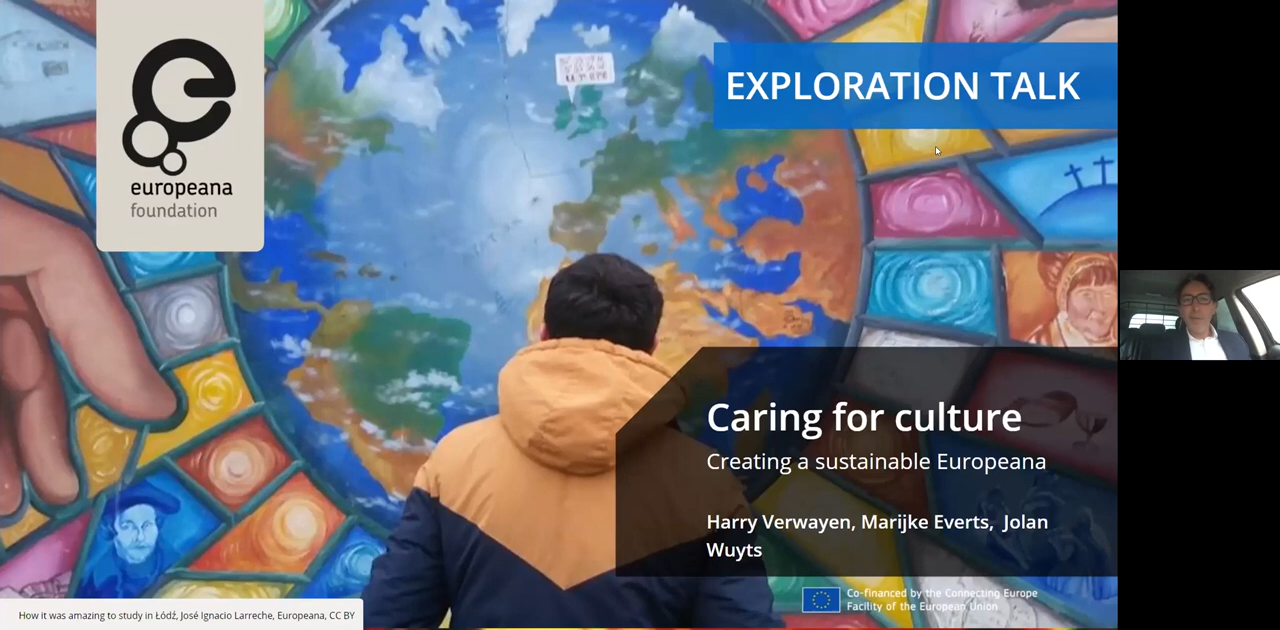 europeana
foundation
EXPLORATION TALK
Caring for culture
Creating a sustainable Europeana
Harry Verwayen, Marijke Everts,  Jolan
Wuyts
Co-financed by the Connecting Europe
Facility of the European Union
How it was amazing to study in Łódź, José Ignacio Larreche, Europeana, CC BY